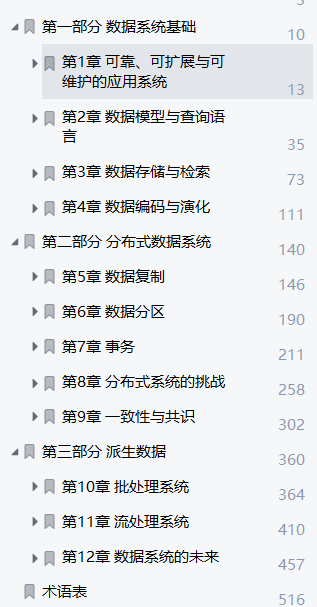 第一部分 数据系统基础 10
第1章 可靠、可扩展与可
维护的应用系统 13
第2章 数据模型与查询语
言 35
第3章 数据存储与检索 73
第4章 数据编码与演化 111
第二部分 分布式数据系统 140
第5章 数据复制 146
第6章 数据分区 190
第7章 事务 211
第8章 分布式系统的挑战 258
第9章 一致性与共识 302
第三部分 派生数据 360
第10章 批处理系统 364
第11章 流处理系统 410
第12章 数据系统的未来 457
术语表 516